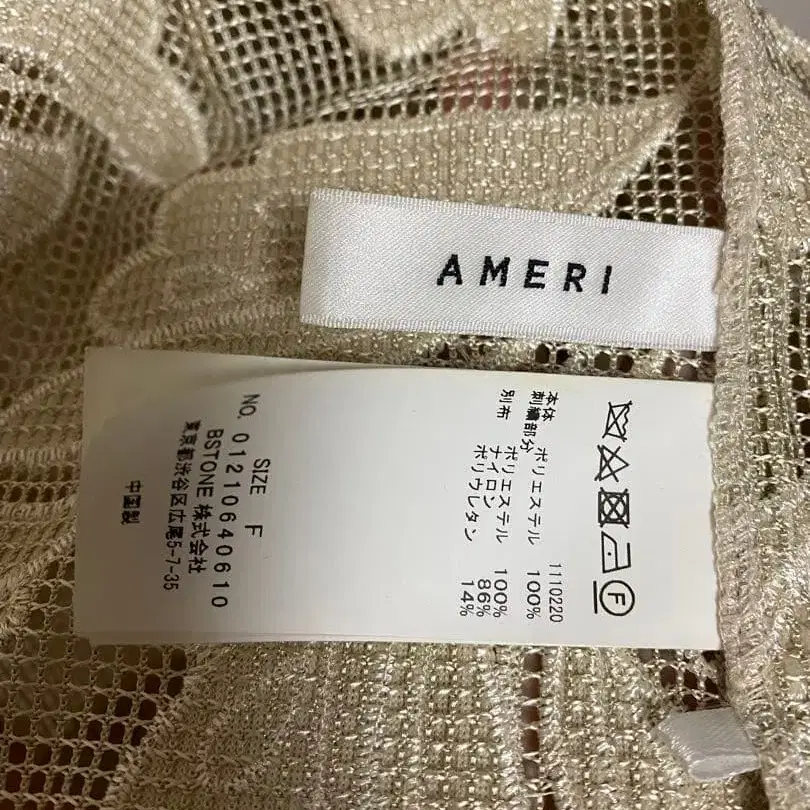 AMERI
F
1110220
本体 ポリエステル 100%
刺繍部分 ポリエステル 100%
別布 ナイロン 86%
ポリウレタン 14%
SIZE F
NO. 01210640610
BSTONE 株式会社
東京都渋谷区広尾5-7-35
中国製